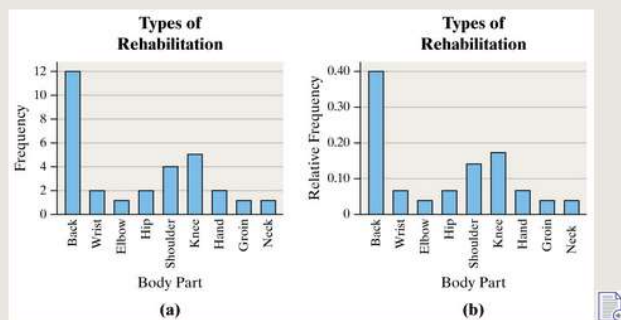 Types of
Rehabilitation
12
10
8
6
4
2
0
Frequency
Back
Wrist
Elbow
Hip
Shoulder
Knee
Hand
Groin
Neck
Body Part
(a)
Types of
Rehabilitation
0.40
0.30
0.20
0.10
0
Relative Frequency
Back
Wrist
Elbow
Hip
Shoulder
Knee
Hand
Groin
Neck
Body Part
(b)